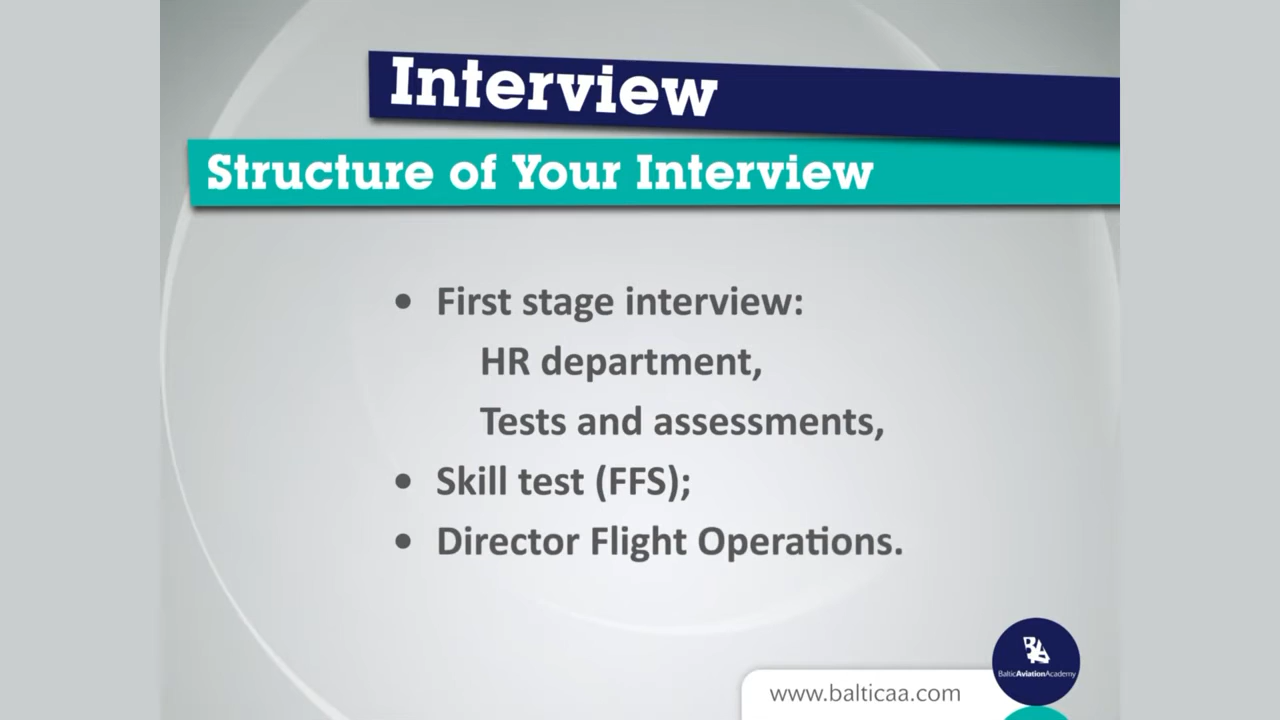 Interview
Structure of Your Interview
• First stage interview:
HR department,
Tests and assessments,
• Skill test (FFS);
• Director Flight Operations.
BalticAviationAcademy
www.balticaa.com